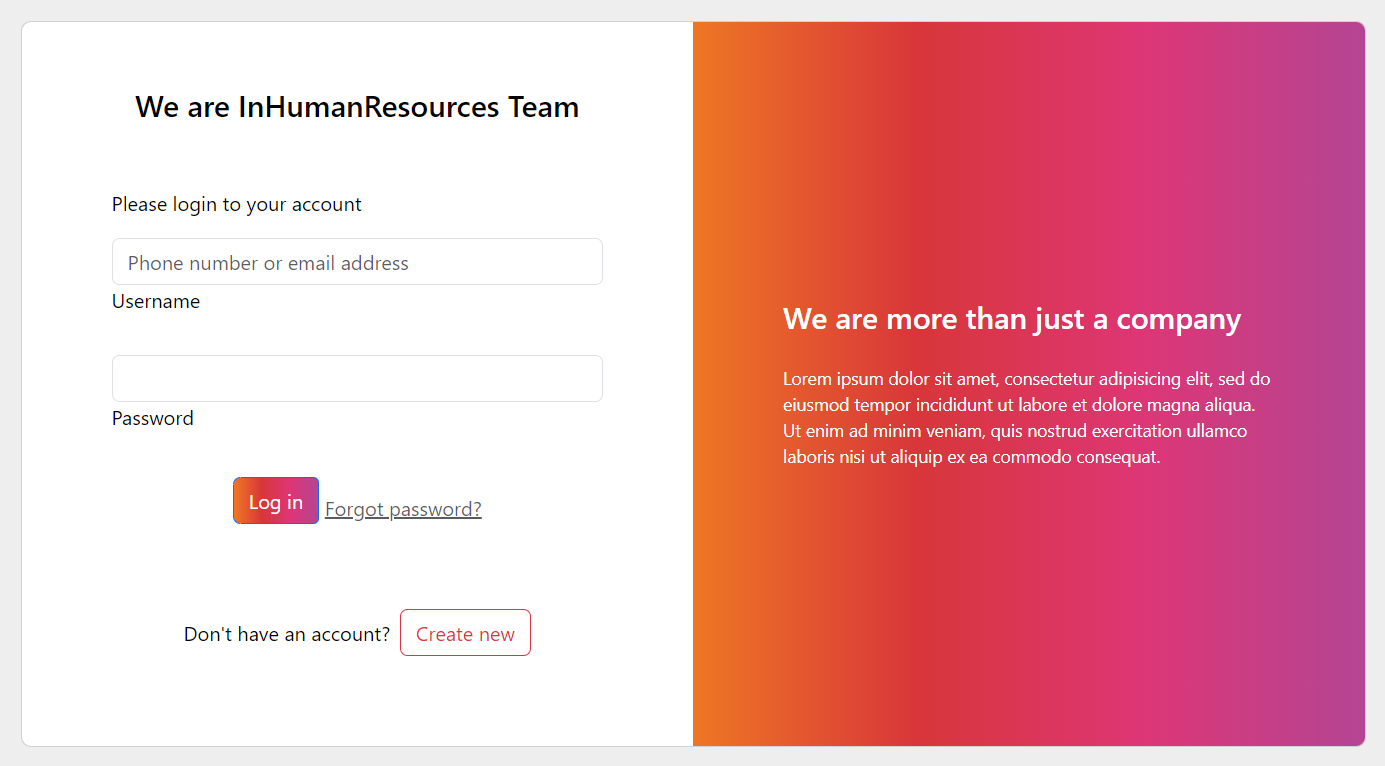 We are InHumanResources Team
Please login to your account
Phone number or email address
Username
Password
Log in
Forgot password?
Don't have an account?
Create new
We are more than just a company
Lorem ipsum dolor sit amet, consectetur adipisicing elit, sed do
eiusmod tempor incididunt ut labore et dolore magna aliqua.
Ut enim ad minim veniam, quis nostrud exercitation ullamco
laboris nisi ut aliquip ex ea commodo consequat.